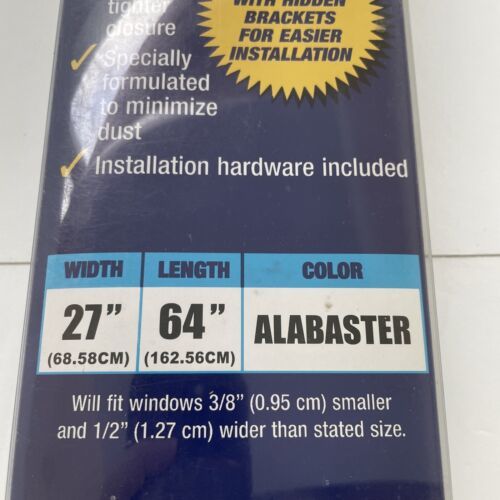 tighter
closure
✓ Specially
formulated
to minimize
dust
✓ Installation hardware included
WITH HIDDEN
BRACKETS
FOR EASIER
INSTALLATION
WIDTH LENGTH COLOR
27” 64” ALABASTER
(68.58CM) (162.56CM)
Will fit windows 3/8” (0.95 cm) smaller
and 1/2” (1.27 cm) wider than stated size.